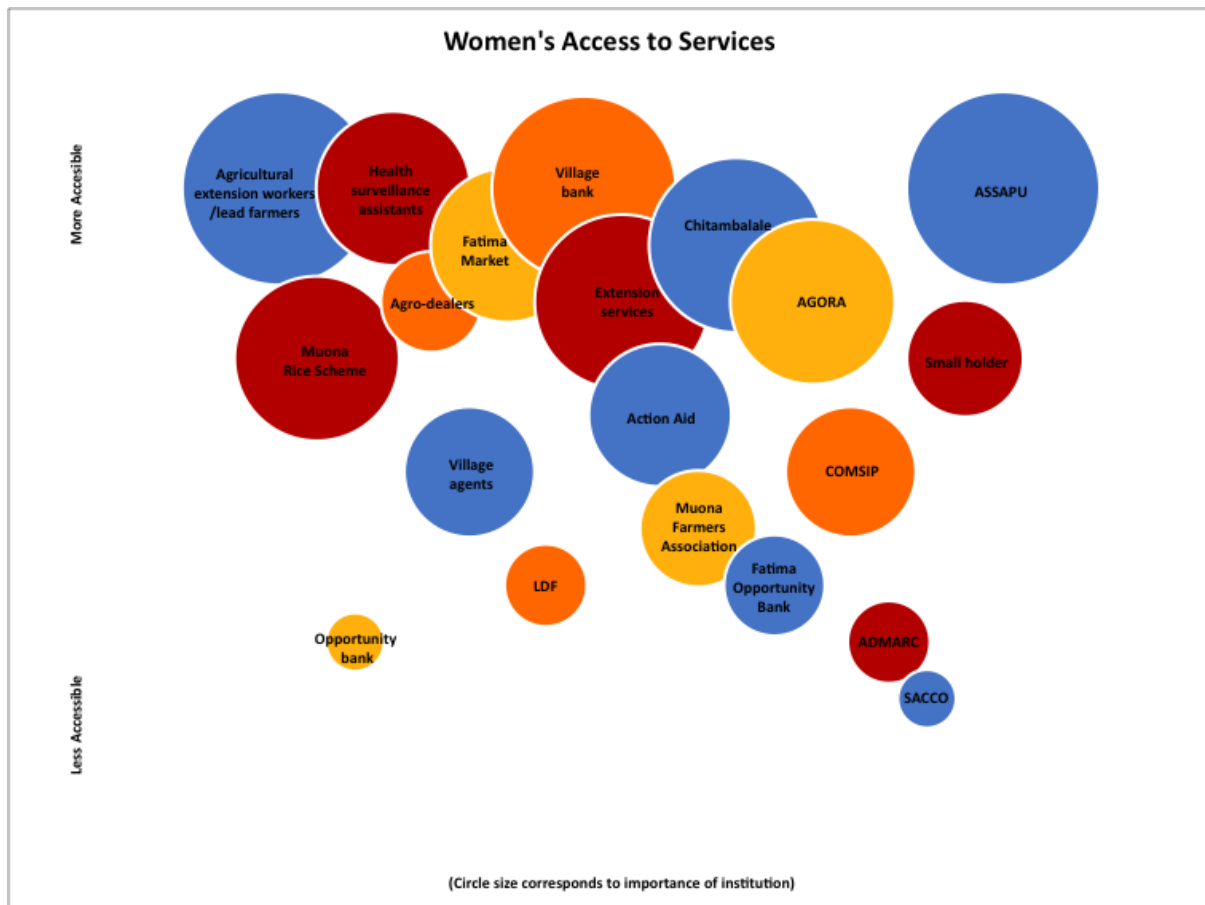 Women's Access to Services
More Accesible
Agricultural
extension workers
/lead farmers
Health
surveillance
assistants
Village
bank
ASSAPU
Fatima
Market
Chitambalale
Agro-dealers
Extension
services
AGORA
Muona
Rice Scheme
Small holder
Action Aid
Village
agents
COMSIP
Muona
Farmers
Association
LDF
Fatima
Opportunity
Bank
Opportunity
bank
ADMARC
SACCO
Less Accessible
(Circle size corresponds to importance of institution)